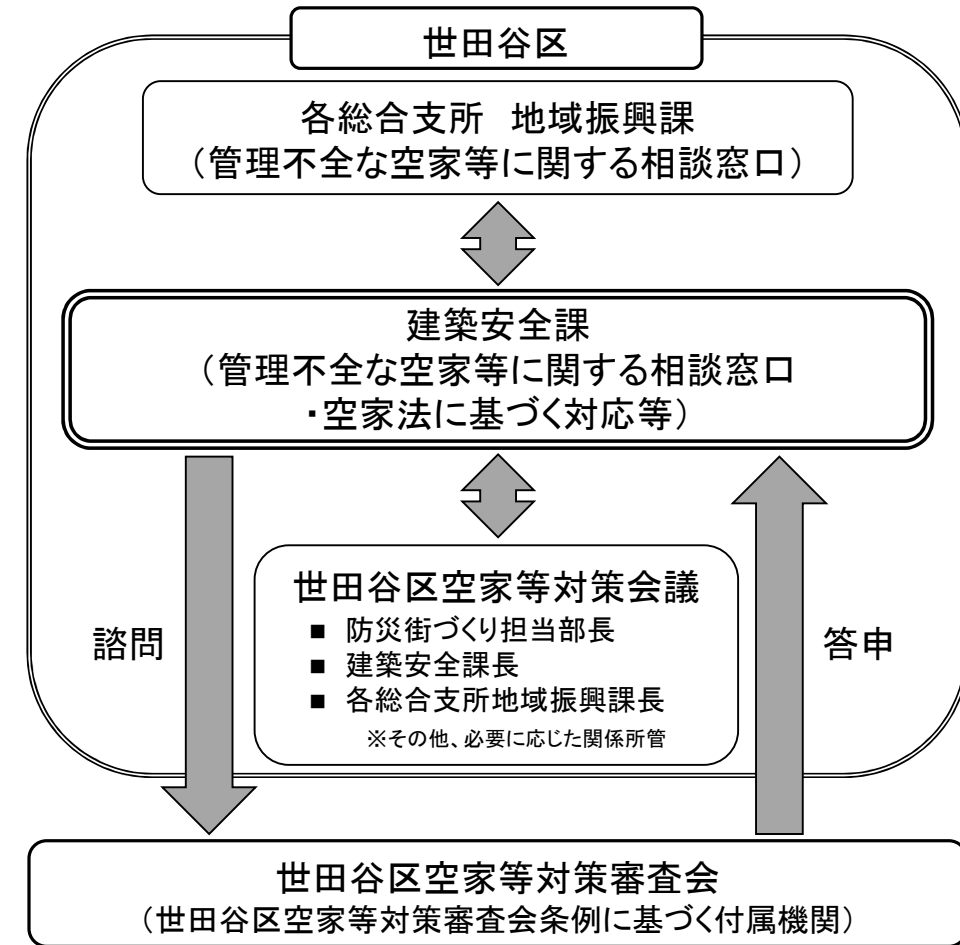 世田谷区
各総合支所 地域振興課
（管理不全な空家等に関する相談窓口）
建築安全課
（管理不全な空家等に関する相談窓口
・空家法に基づく対応等）
世田谷区空家等対策会議
■ 防災街づくり担当部長
■ 建築安全課長
■ 各総合支所地域振興課長
※その他、必要に応じた関係所管
諮問
答申
世田谷区空家等対策審査会
（世田谷区空家等対策審査会条例に基づく付属機関）